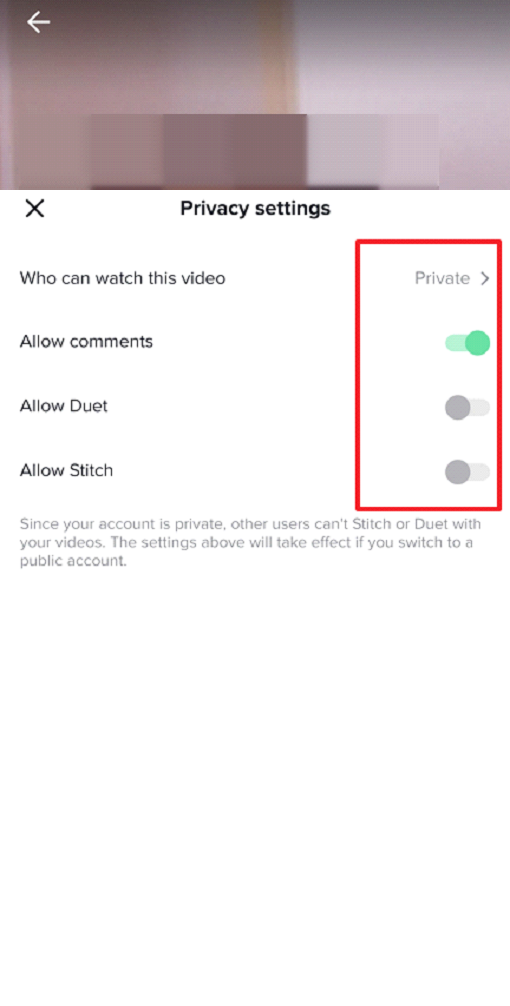 Privacy settings
Who can watch this video Private
Allow comments
Allow Duet
Allow Stitch
Since your account is private, other users can't Stitch or Duet with
your videos. The settings above will take effect if you switch to a
public account.